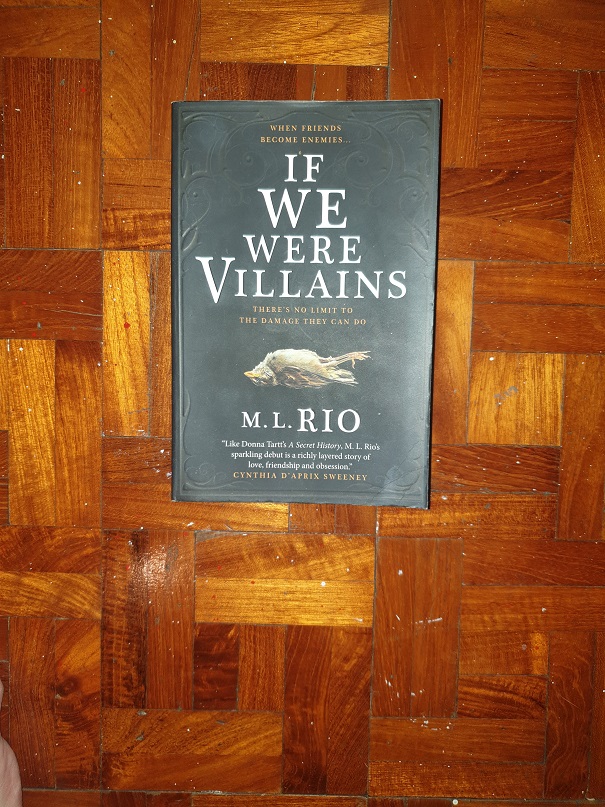 WHEN FRIENDS
BECOME ENEMIES...
IF
WE
WERE
VILLAINS
THERE'S NO LIMIT TO
THE DAMAGE THEY CAN DO
M.L. RIO
"Like Donna Tartt's A Secret History, M. L. Rio's
sparkling debut is a richly layered story of
love, friendship and obsession."
CYNTHIA D'APRIX SWEENEY